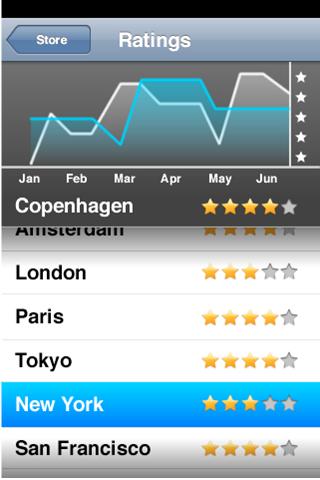 Store
Ratings
Jan Feb Mar Apr May Jun
Copenhagen
Amsterdam
London
Paris
Tokyo
New York
San Francisco